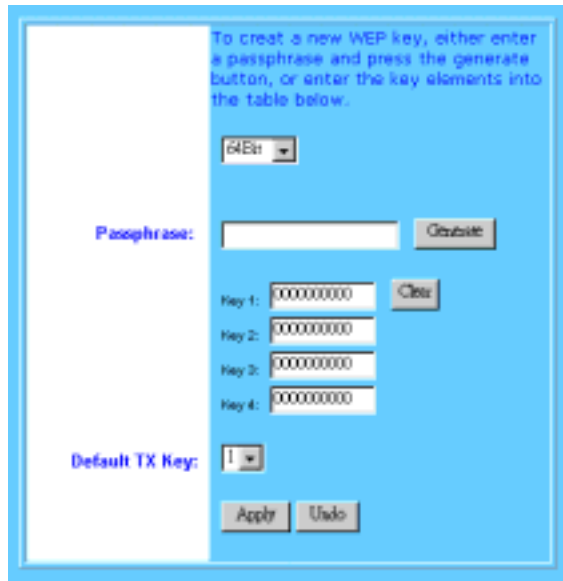 To creat a new WEP key, either enter
a passphrase and press the generate
button, or enter the key elements into
the table below.
64Bit
Passphrase: Generate
Key 1: 0000000000 Clear
Key 2: 0000000000
Key 3: 0000000000
Key 4: 0000000000
Default TX Key: 1
Apply Undo